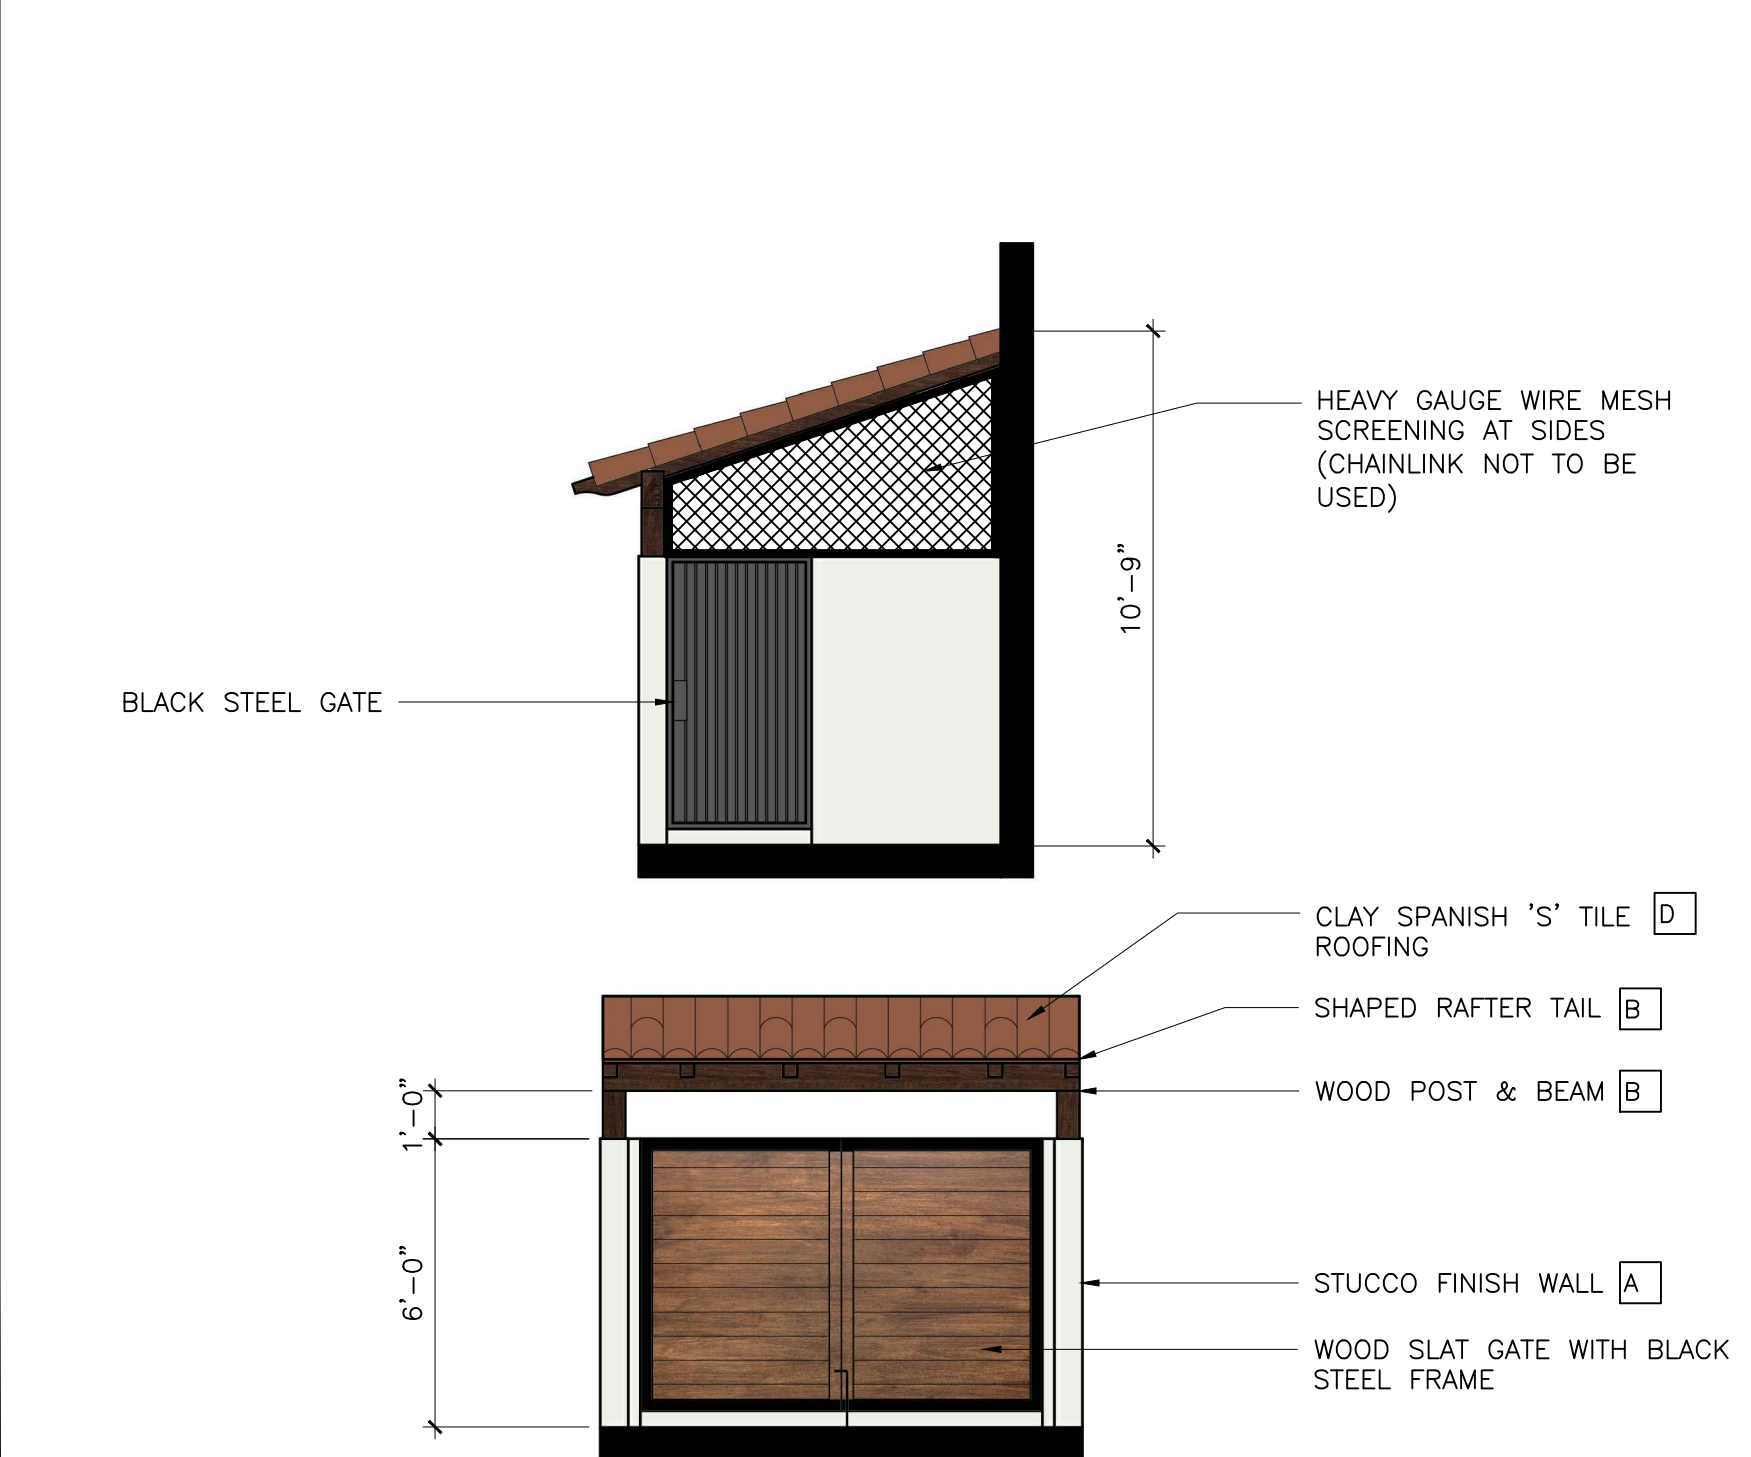 HEAVY GAUGE WIRE MESH
SCREENING AT SIDES
(CHAINLINK NOT TO BE
USED)
10'-9"
BLACK STEEL GATE
CLAY SPANISH 'S' TILE D
ROOFING
SHAPED RAFTER TAIL B
1'-0"
WOOD POST & BEAM B
6'-0"
STUCCO FINISH WALL A
WOOD SLAT GATE WITH BLACK
STEEL FRAME